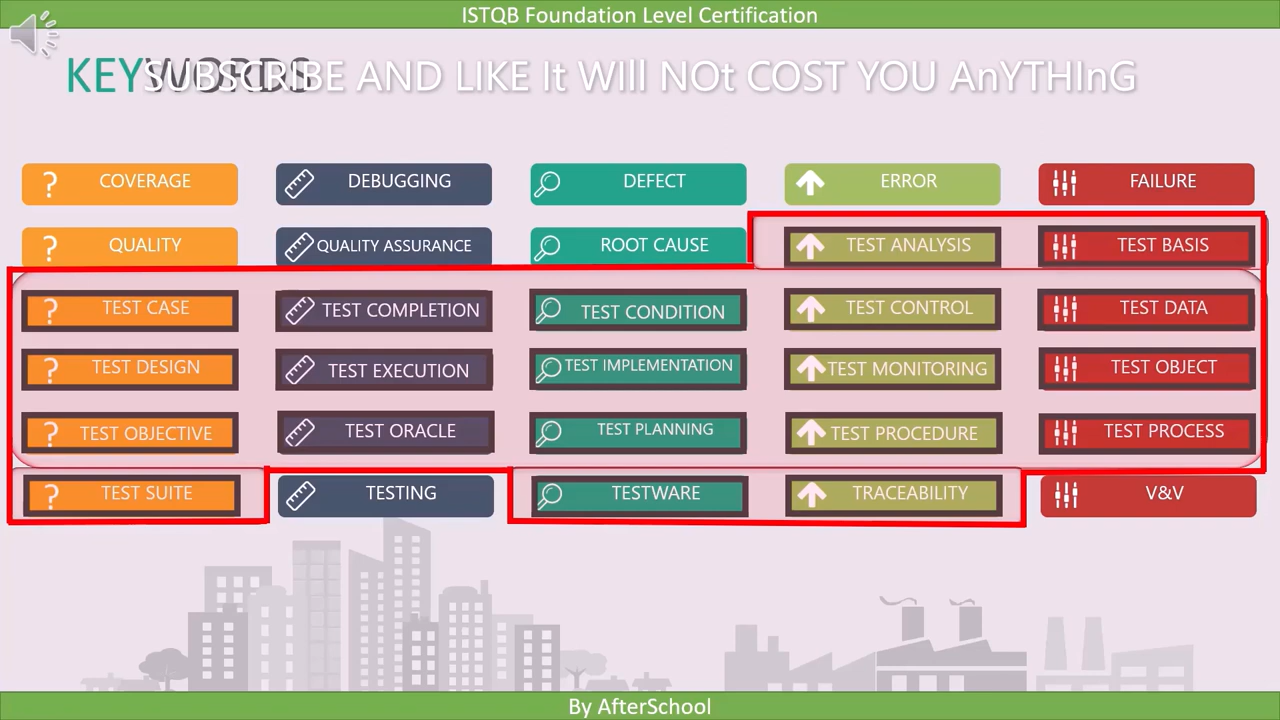 ISTQB Foundation Level Certification
KEYWORDS
SUBSCRIBE AND LIKE It WIll NOt COST YOU AnYTHInG
COVERAGE DEBUGGING DEFECT ERROR FAILURE
QUALITY QUALITY ASSURANCE ROOT CAUSE TEST ANALYSIS TEST BASIS
TEST CASE TEST COMPLETION TEST CONDITION TEST CONTROL TEST DATA
TEST DESIGN TEST EXECUTION TEST IMPLEMENTATION TEST MONITORING TEST OBJECT
TEST OBJECTIVE TEST ORACLE TEST PLANNING TEST PROCEDURE TEST PROCESS
TEST SUITE TESTING TESTWARE TRACEABILITY V&V
By AfterSchool